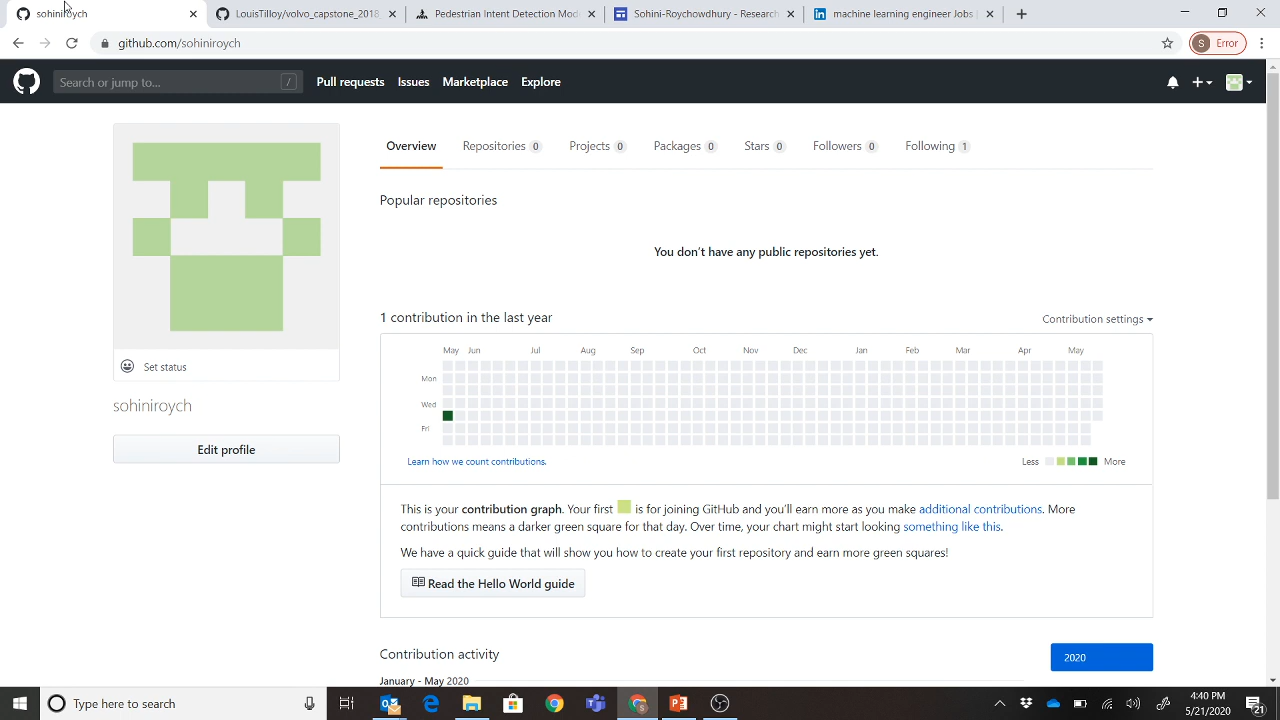 sohiniroych
LouisTilloy/volvo_capstone_2018_
Pedestrian Intent Detection Mod
Sohini-Roychowdhury - Research
machine learning engineer Jobs |
github.com/sohiniroych
S
Error
Search or jump to...
/
Pull requests
Issues
Marketplace
Explore
Overview
Repositories 0
Projects 0
Packages 0
Stars 0
Followers 0
Following 1
Popular repositories
You don't have any public repositories yet.
1 contribution in the last year
Contribution settings
May Jun Jul Aug Sep Oct Nov Dec Jan Feb Mar Apr May
Mon
Wed
Fri
Learn how we count contributions.
Less
More
This is your contribution graph. Your first is for joining GitHub and you'll earn more as you make additional contributions. More
contributions means a darker green square for that day. Over time, your chart might start looking something like this.
We have a quick guide that will show you how to create your first repository and earn more green squares!
Read the Hello World guide
Set status
sohiniroych
Edit profile
Contribution activity
2020
January - May 2020
Type here to search
4:40 PM
5/21/2020
21